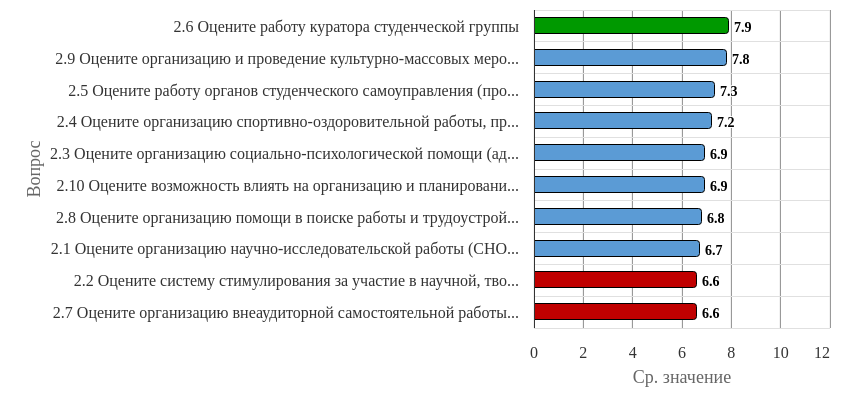 2.6 Оцените работу куратора студенческой группы 7.9
2.9 Оцените организацию и проведение культурно-массовых меро... 7.8
2.5 Оцените работу органов студенческого самоуправления (про... 7.3
2.4 Оцените организацию спортивно-оздоровительной работы, пр... 7.2
2.3 Оцените организацию социально-психологической помощи (ад... 6.9
2.10 Оцените возможность влиять на организацию и планировани... 6.9
2.8 Оцените организацию помощи в поиске работы и трудоустрой... 6.8
2.1 Оцените организацию научно-исследовательской работы (СНО... 6.7
2.2 Оцените систему стимулирования за участие в научной, тво... 6.6
2.7 Оцените организацию внеаудиторной самостоятельной работы... 6.6
Вопрос
0 2 4 6 8 10 12
Ср. значение